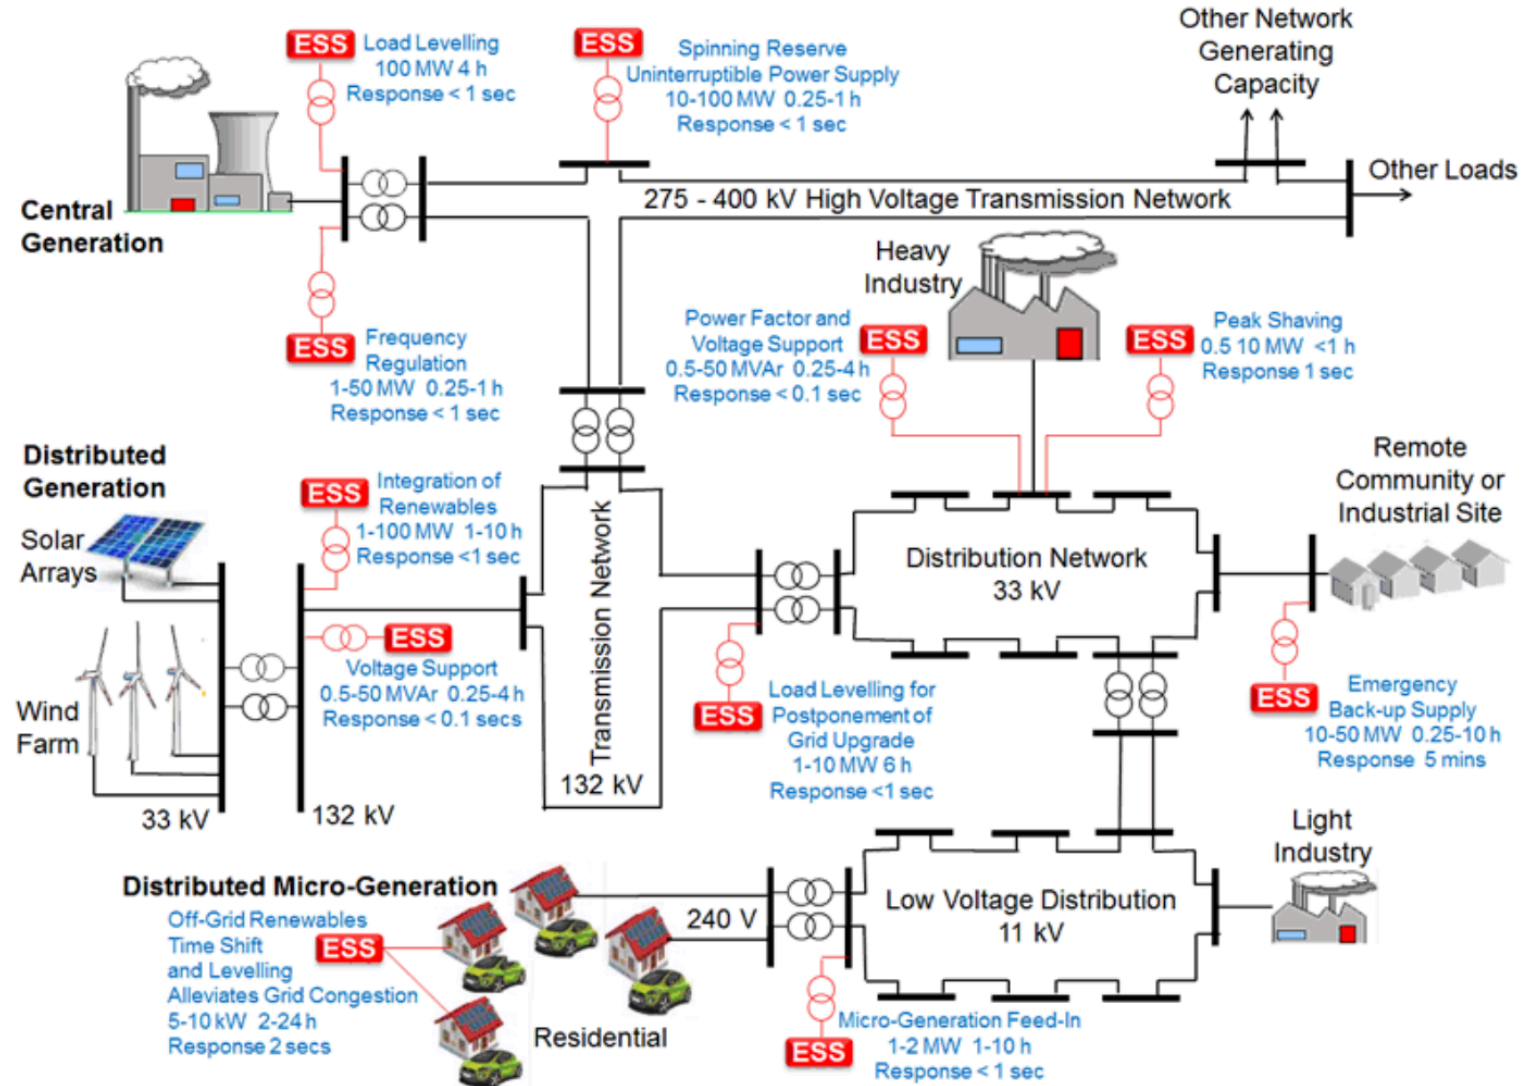 ESS
Load Levelling
100 MW 4 h
Response < 1 sec
ESS
Spinning Reserve
Uninterruptible Power Supply
10-100 MW 0.25-1 h
Response < 1 sec
Other Network
Generating
Capacity
Other Loads
275 - 400 kV High Voltage Transmission Network
Central
Generation
ESS
Frequency
Regulation
1-50 MW 0.25-1 h
Response < 1 sec
Heavy
Industry
Power Factor and
Voltage Support
0.5-50 MVAr 0.25-4 h
Response < 0.1 sec
ESS
ESS
Peak Shaving
0.5 10 MW <1 h
Response 1 sec
Distributed
Generation
Solar
Arrays
Wind
Farm
33 kV
132 kV
ESS
Integration of
Renewables
1-100 MW 1-10 h
Response <1 sec
ESS
Voltage Support
0.5-50 MVAr 0.25-4 h
Response < 0.1 secs
Transmission Network
132 kV
Distribution Network
33 kV
ESS
Load Levelling for
Postponement of
Grid Upgrade
1-10 MW 6 h
Response <1 sec
Remote
Community or
Industrial Site
ESS
Emergency
Back-up Supply
10-50 MW 0.25-10 h
Response 5 mins
Light
Industry
Low Voltage Distribution
11 kV
Distributed Micro-Generation
Off-Grid Renewables
Time Shift
and Levelling
Alleviates Grid Congestion
5-10 kW 2-24 h
Response 2 secs
ESS
240 V
Residential
ESS
Micro-Generation Feed-In
1-2 MW 1-10 h
Response < 1 sec